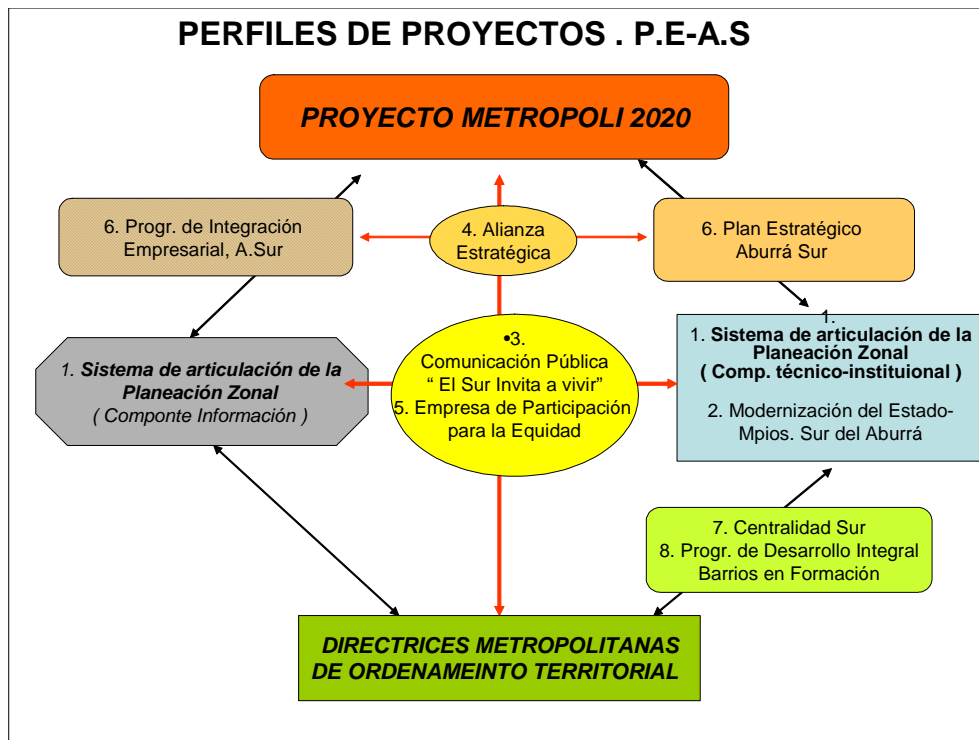 PERFILES DE PROYECTOS . P.E-A.S
PROYECTO METROPOLI 2020
6. Progr. de Integración
Empresarial, A.Sur
4. Alianza
Estratégica
6. Plan Estratégico
Aburrá Sur
1. Sistema de articulación de la
Planeación Zonal
( Componte Información )
•3.
Comunicación Pública
“ El Sur Invita a vivir”
5. Empresa de Participación
para la Equidad
1.
1. Sistema de articulación de la
Planeación Zonal
( Comp. técnico-instituional )
2. Modernización del Estado-
Mpios. Sur del Aburrá
7. Centralidad Sur
8. Progr. de Desarrollo Integral
Barrios en Formación
DIRECTRICES METROPOLITANAS
DE ORDENAMEINTO TERRITORIAL